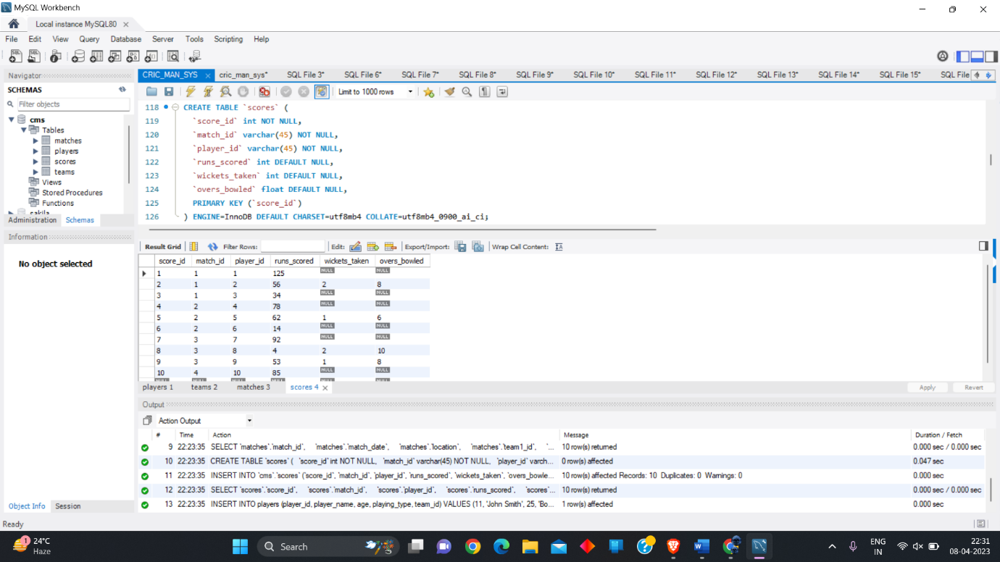 MySQL Workbench
Local instance MySQL80
File Edit View Query Database Server Tools Scripting Help
Navigator
SCHEMAS
Filter objects
cms
Tables
matches
players
scores
teams
Views
Stored Procedures
Functions
sakila
Administration Schemas
Information
No object selected
Object Info Session
CRIC_MAN_SYS cric_man_sys* SQL File 3* SQL File 6* SQL File 7* SQL File 8* SQL File 9* SQL File 10* SQL File 11* SQL File 12* SQL File 13* SQL File 14* SQL File 15* SQL File
Limit to 1000 rows
118 CREATE TABLE `scores` (
119 `score_id` int NOT NULL,
120 `match_id` varchar(45) NOT NULL,
121 `player_id` varchar(45) NOT NULL,
122 `runs_scored` int DEFAULT NULL,
123 `wickets_taken` int DEFAULT NULL,
124 `overs_bowled` float DEFAULT NULL,
125 PRIMARY KEY (`score_id`)
126 ) ENGINE=InnoDB DEFAULT CHARSET=utf8mb4 COLLATE=utf8mb4_0900_ai_ci;
Result Grid Filter Rows: Edit: Export/Import: Wrap Cell Content: IA
score_id match_id player_id runs_scored wickets_taken overs_bowled
1 1 1 125 NULL NULL
2 1 2 56 2 8
3 1 3 34 NULL NULL
4 2 4 78 NULL NULL
5 2 5 62 1 6
6 2 6 14 NULL NULL
7 3 7 92 NULL NULL
8 3 8 4 2 10
9 3 9 53 1 8
10 4 10 85 NULL NULL
NULL NULL NULL NULL NULL NULL
players 1 teams 2 matches 3 scores 4 Apply Revert
Output
Action Output
# Time Action Message Duration / Fetch
9 22:23:35 SELECT `matches`.`match_id`, `matches`.`match_date`, `matches`.`location`, `matches`.`team1_id`, `... 10 row(s) returned 0.000 sec / 0.000 sec
10 22:23:35 CREATE TABLE `scores` ( `score_id` int NOT NULL, `match_id` varchar(45) NOT NULL, `player_id` varch... 0 row(s) affected 0.047 sec
11 22:23:35 INSERT INTO `cms`.`scores` (`score_id`, `match_id`, `player_id`, `runs_scored`, `wickets_taken`, `overs_bowle... 10 row(s) affected Records: 10 Duplicates: 0 Warnings: 0 0.000 sec
12 22:23:35 SELECT `scores`.`score_id`, `scores`.`match_id`, `scores`.`player_id`, `scores`.`runs_scored`, `scores`... 10 row(s) returned 0.000 sec / 0.000 sec
13 22:23:35 INSERT INTO players (player_id, player_name, age, playing_type, team_id) VALUES (11, 'John Smith', 25, 'Bo... 1 row(s) affected 0.000 sec
Ready
1 24°C
Haze
Search
ENG
IN
22:31
08-04-2023